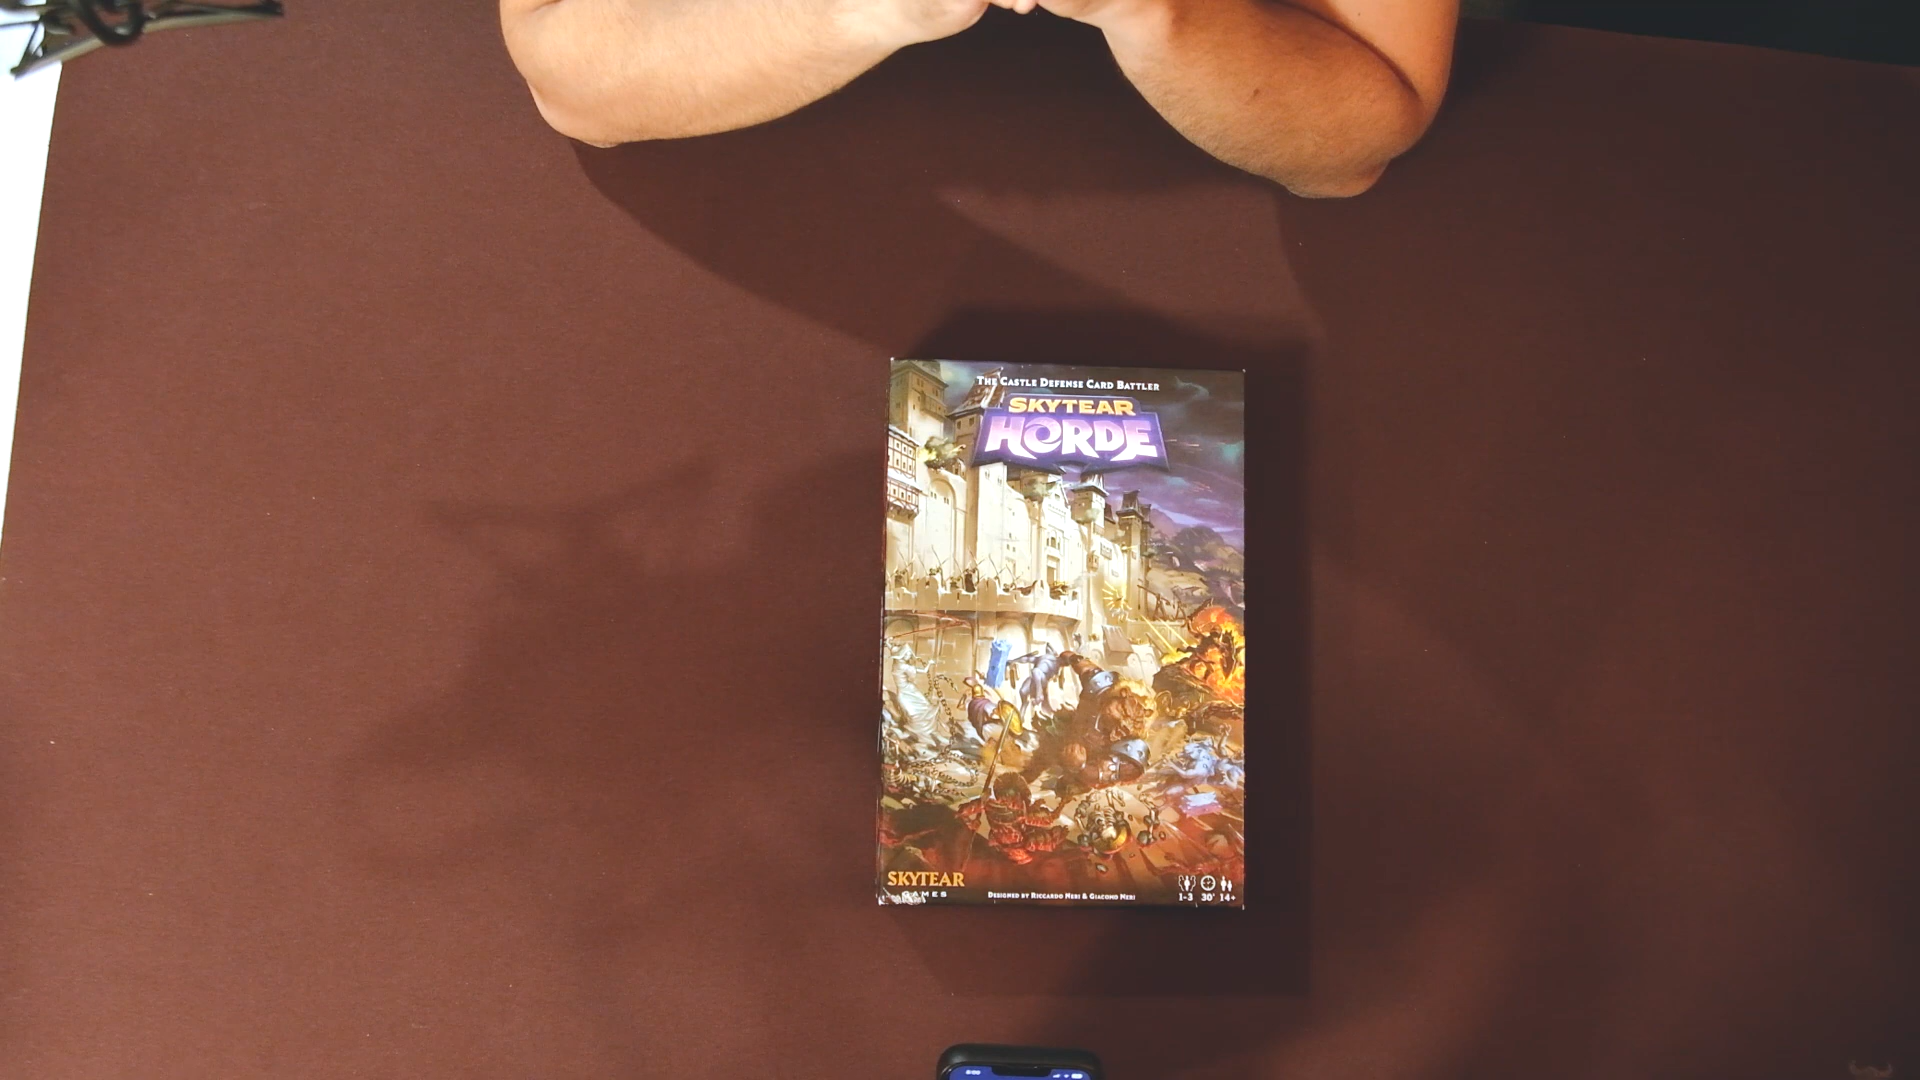 THE CASTLE DEFENSE CARD BATTLER
SKYTEAR
HORDE
SKYTEAR
GAMES
DESIGNED BY RICCARDO NERI & GIACOMO NERI
1-3 30' 14+